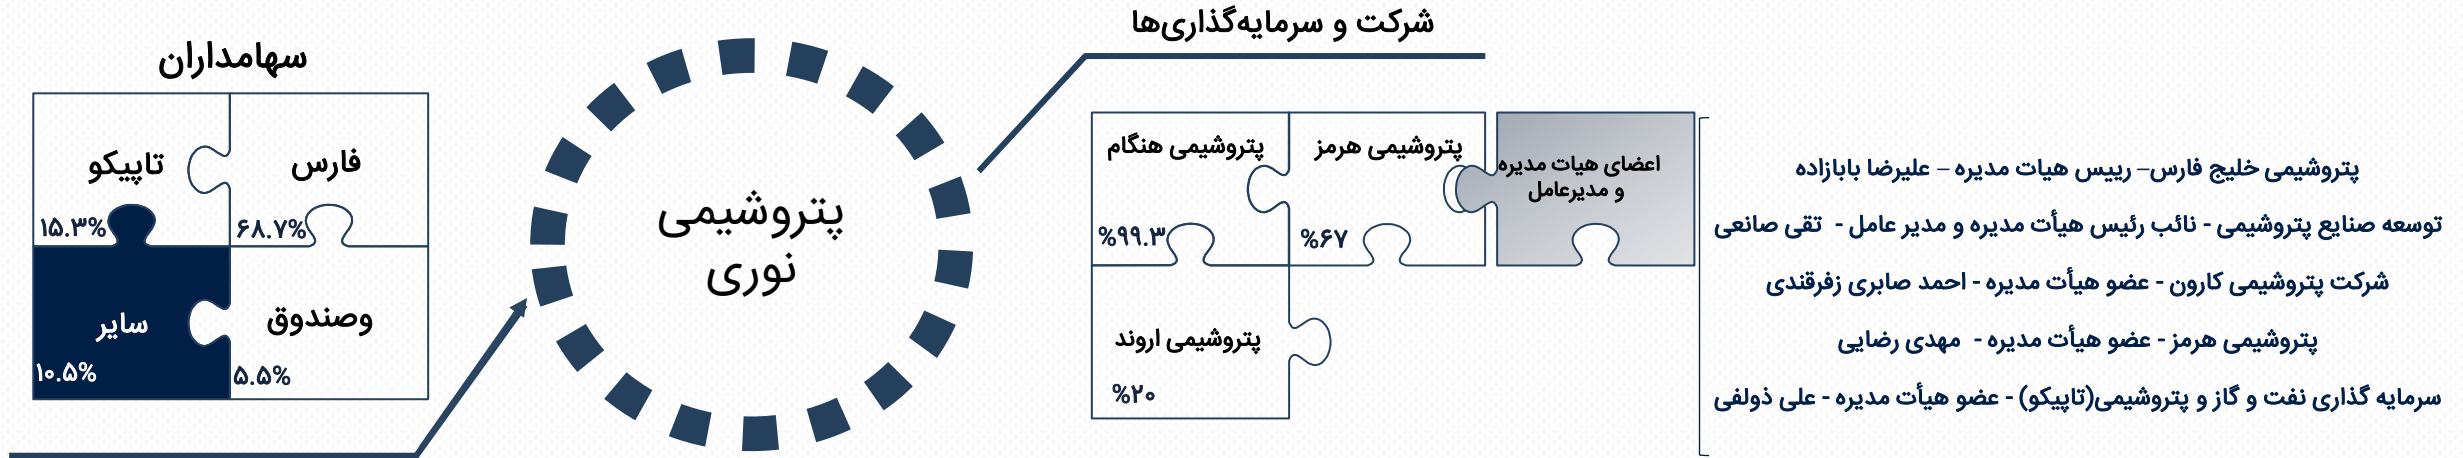 شرکت و سرمایه‌گذاری‌ها
سهامداران
فارس
۶۸.۷%
تاپیکو
۱۵.۳%
وصندوق
۵.۵%
سایر
۱۰.۵%
پتروشیمی
نوری
پتروشیمی هنگام
%۹۹.۳
پتروشیمی هرمز
%۶۷
پتروشیمی اروند
%۲۰
اعضای هیات مدیره
و مدیرعامل
پتروشیمی خلیج فارس– رییس هیات مدیره – علیرضا بابازاده
توسعه صنایع پتروشیمی - نائب رئیس هیأت مدیره و مدیر عامل - تقی صانعی
شرکت پتروشیمی کارون - عضو هیأت مدیره - احمد صابری زفرقندی
پتروشیمی هرمز - عضو هیأت مدیره - مهدی رضایی
سرمایه گذاری نفت و گاز و پتروشیمی(تاپیکو) - عضو هیأت مدیره - علی ذولفی